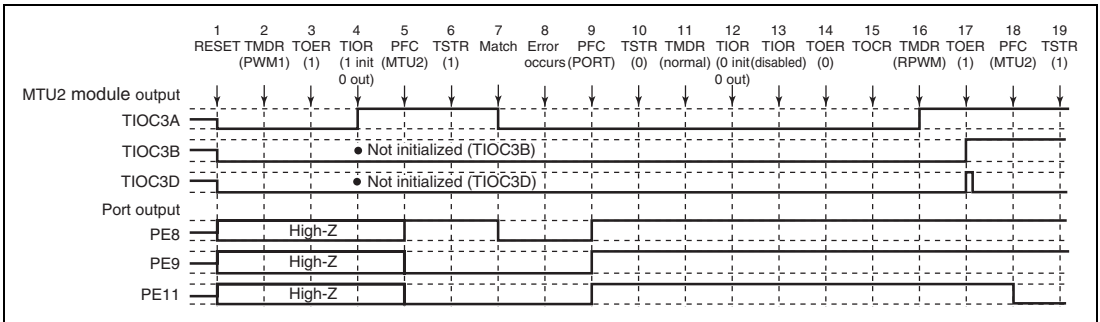 1 2 3 4 5 6 7 8 9 10 11 12 13 14 15 16 17 18 19
RESET TMDR TOER TIOR PFC TSTR Match Error PFC TSTR TMDR TIOR TIOR TOER TOCR TMDR TOER PFC TSTR
(PWM1) (1) (1 init (MTU2) (1) occurs (PORT) (0) (normal) (0 init (disabled) (0) (RPWM) (1) (MTU2) (1)
0 out) 0 out)
MTU2 module output
TIOC3A
TIOC3B • Not initialized (TIOC3B)
TIOC3D • Not initialized (TIOC3D)
Port output
PE8 High-Z
PE9 High-Z
PE11 High-Z